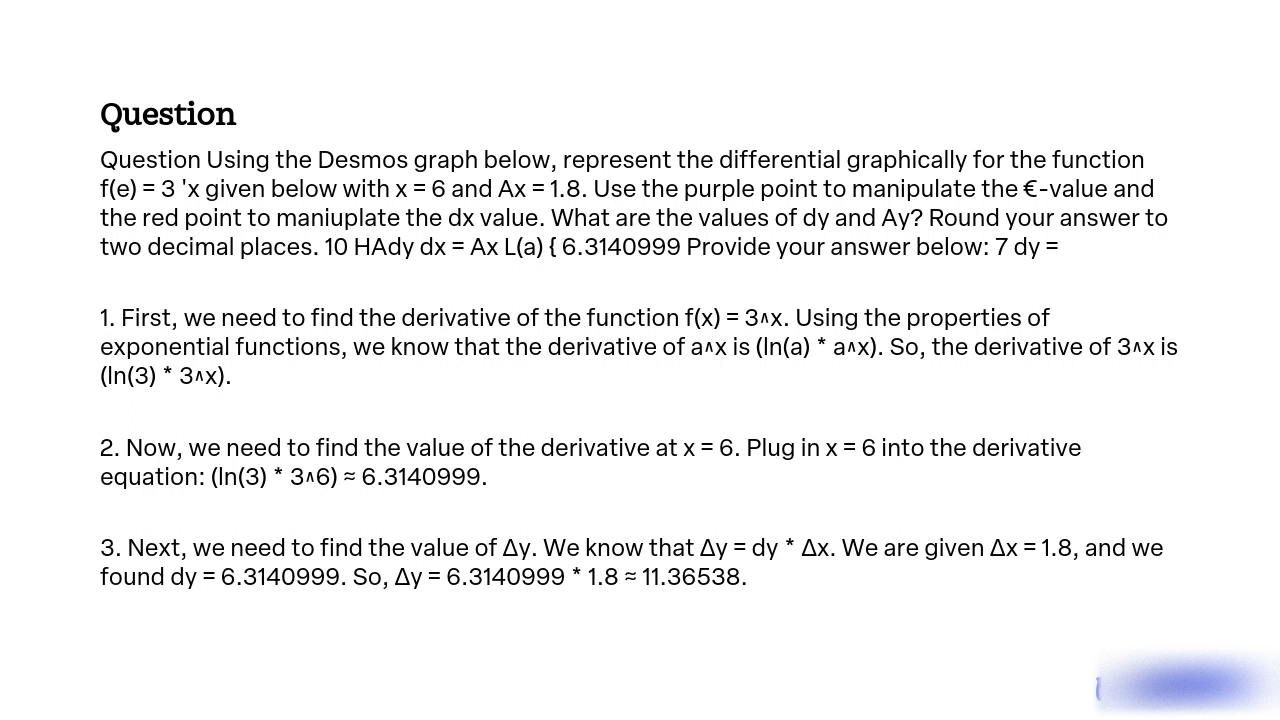 Question
Question Using the Desmos graph below, represent the differential graphically for the function
f(e) = 3 'x given below with x = 6 and Ax = 1.8. Use the purple point to manipulate the €-value and
the red point to maniuplate the dx value. What are the values of dy and Ay? Round your answer to
two decimal places. 10 HAdy dx = Ax L(a) { 6.3140999 Provide your answer below: 7 dy =
1. First, we need to find the derivative of the function f(x) = 3^x. Using the properties of
exponential functions, we know that the derivative of a^x is (ln(a) * a^x). So, the derivative of 3^x is
(ln(3) * 3^x).
2. Now, we need to find the value of the derivative at x = 6. Plug in x = 6 into the derivative
equation: (ln(3) * 3^6) ≈ 6.3140999.
3. Next, we need to find the value of Δy. We know that Δy = dy * Δx. We are given Δx = 1.8, and we
found dy = 6.3140999. So, Δy = 6.3140999 * 1.8 ≈ 11.36538.